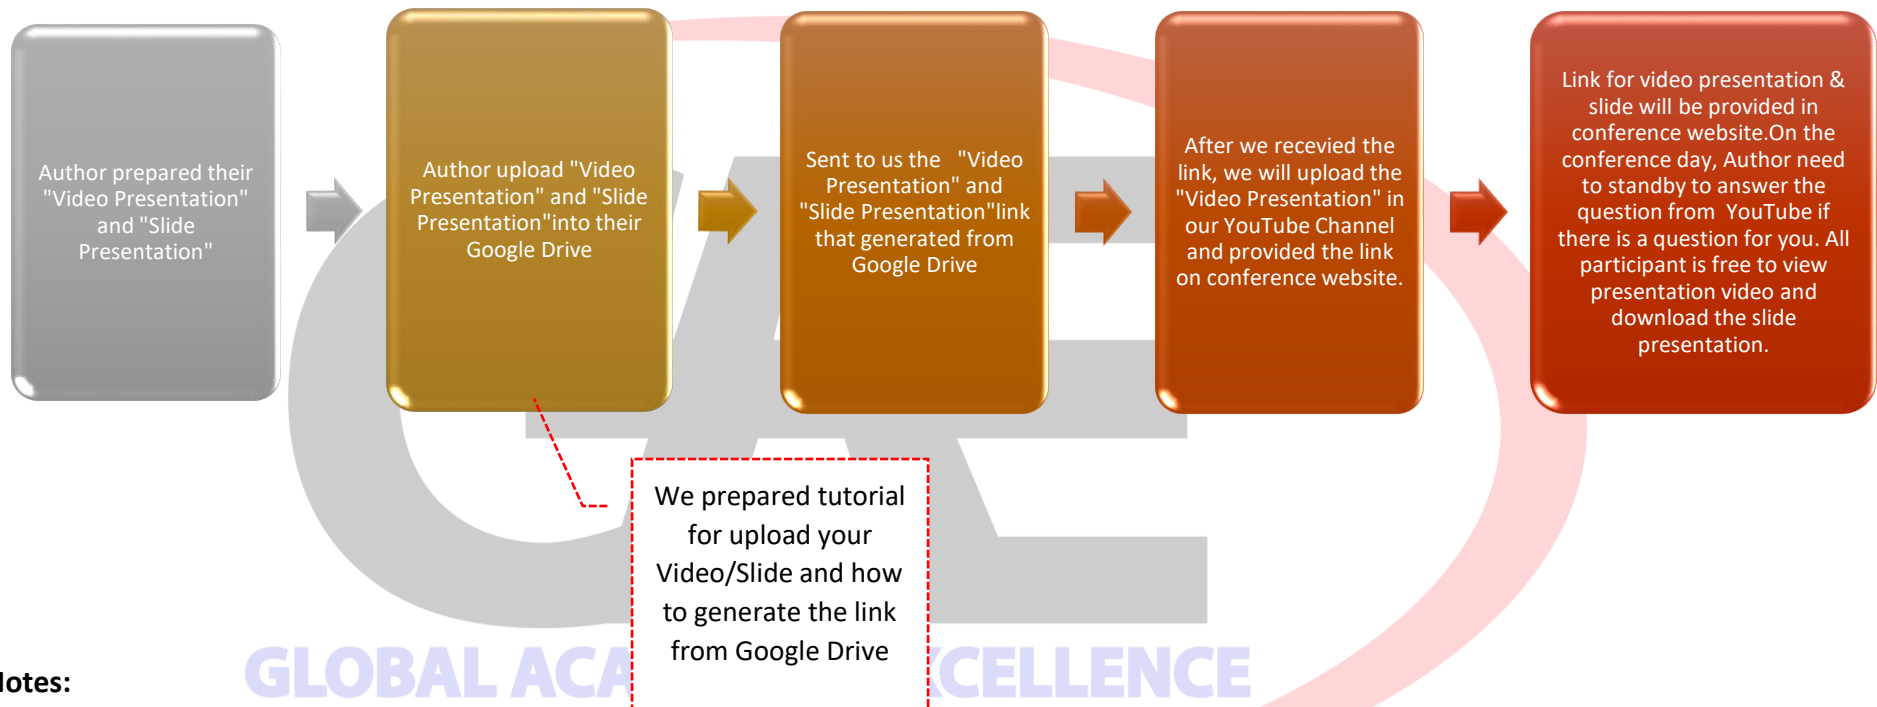 Author prepared their
"Video Presentation"
and "Slide
Presentation"
Author upload "Video
Presentation" and "Slide
Presentation"into their
Google Drive
Sent to us the "Video
Presentation" and
"Slide Presentation"link
that generated from
Google Drive
After we recevied the
link, we will upload the
"Video Presentation" in
our YouTube Channel
and provided the link
on conference website.
Link for video presentation &
slide will be provided in
conference website.On the
conference day, Author need
to standby to answer the
question from YouTube if
there is a question for you. All
participant is free to view
presentation video and
download the slide
presentation.
We prepared tutorial
for upload your
Video/Slide and how
to generate the link
from Google Drive
GLOBAL